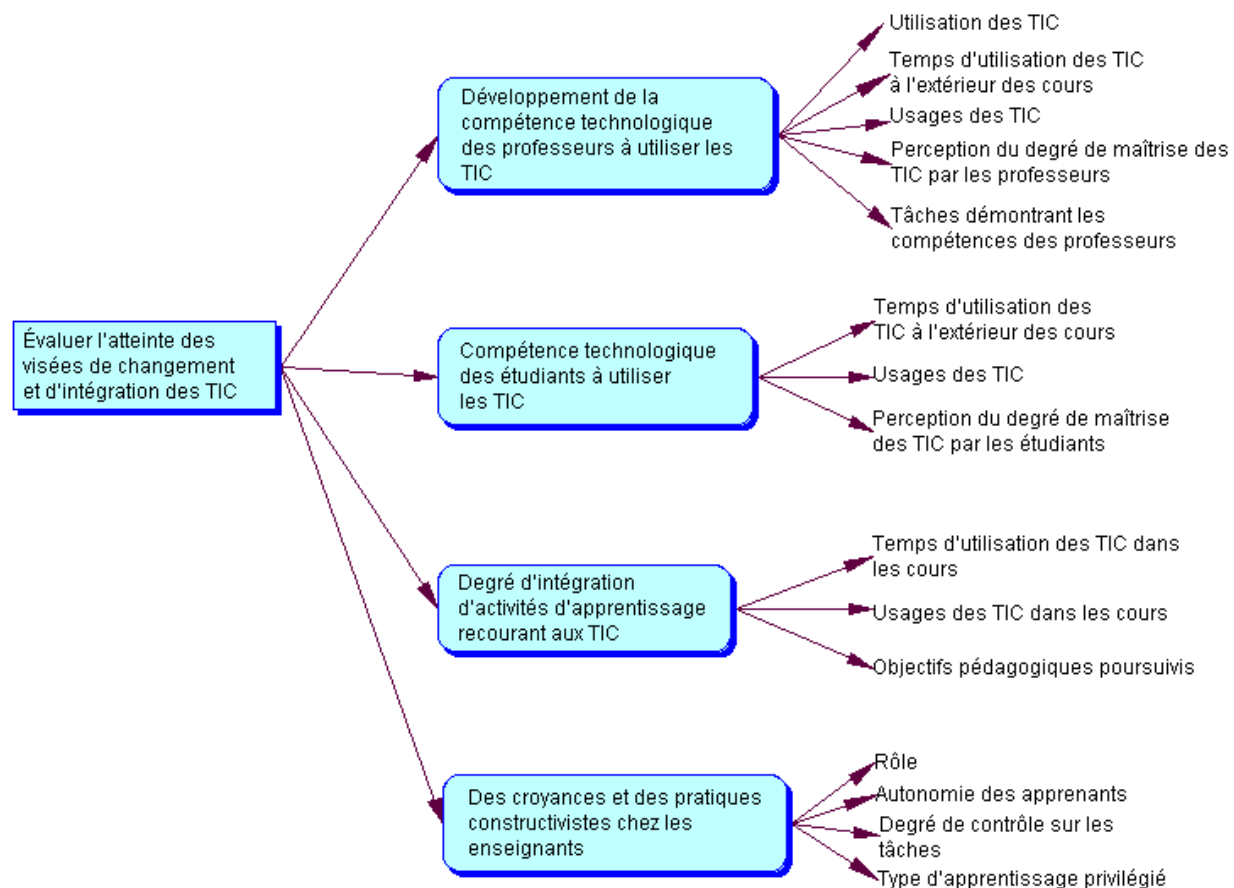 Évaluer l'atteinte des
visées de changement
et d'intégration des TIC
Développement de la
compétence technologique
des professeurs à utiliser les
TIC
Utilisation des TIC
Temps d'utilisation des TIC
à l'extérieur des cours
Usages des TIC
Perception du degré de maîtrise des
TIC par les professeurs
Tâches démontrant les
compétences des professeurs
Compétence technologique
des étudiants à utiliser
les TIC
Temps d'utilisation des
TIC à l'extérieur des cours
Usages des TIC
Perception du degré de maîtrise
des TIC par les étudiants
Degré d'intégration
d'activités d'apprentissage
recourant aux TIC
Temps d'utilisation des TIC dans
les cours
Usages des TIC dans les cours
Objectifs pédagogiques poursuivis
Des croyances et des pratiques
constructivistes chez les
enseignants
Rôle
Autonomie des apprenants
Degré de contrôle sur les
tâches
Type d'apprentissage privilégié